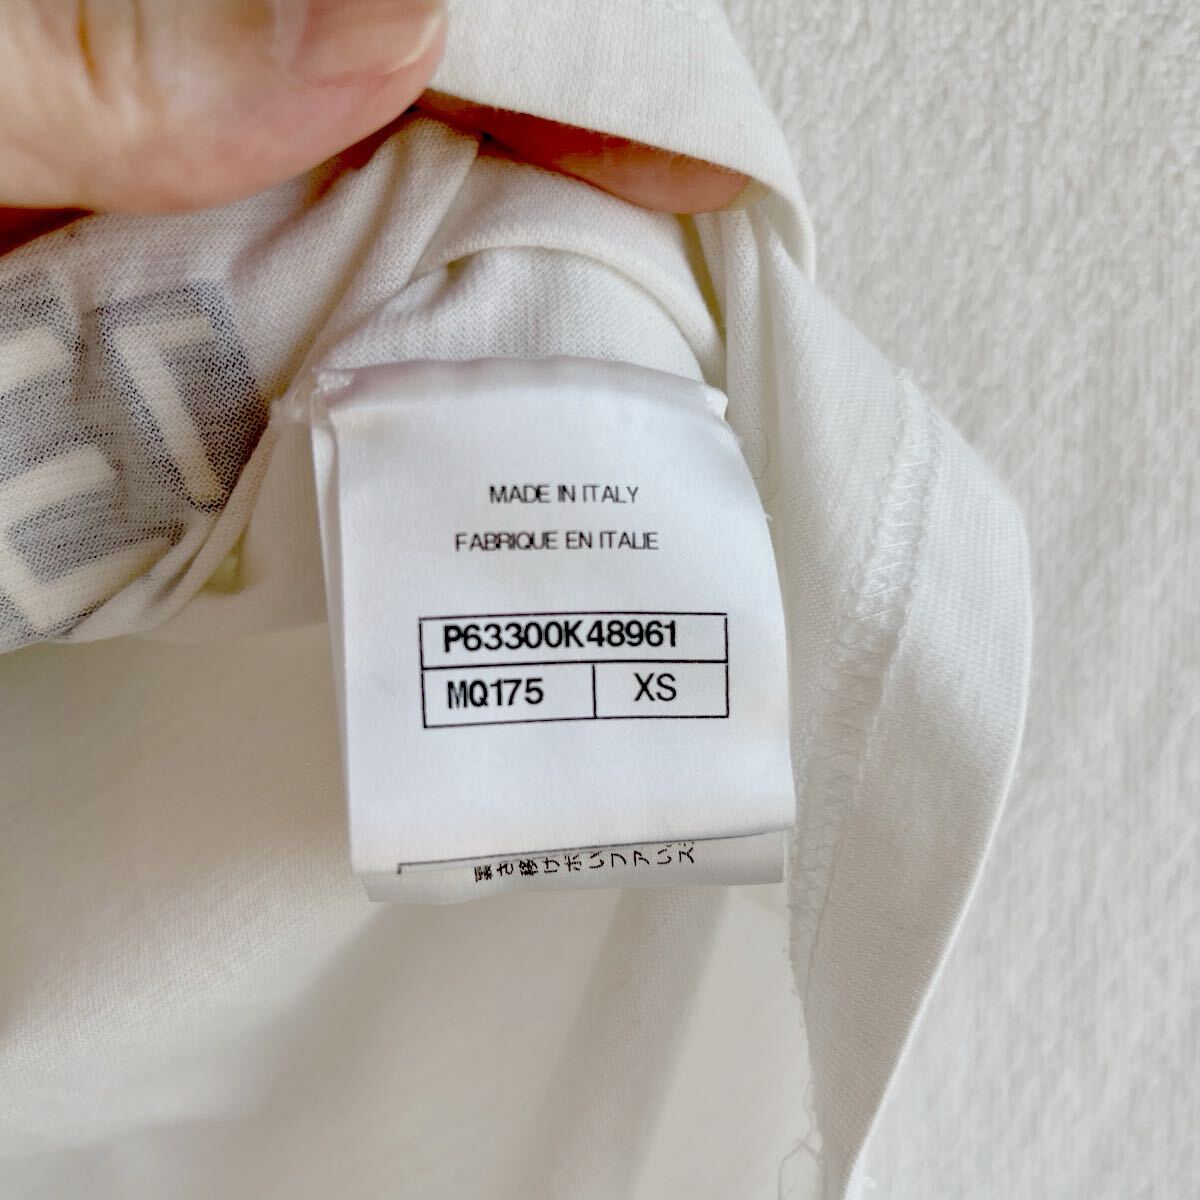 MADE IN ITALY
FABRIQUE EN ITALIE
P63300K48961
MQ175 XS